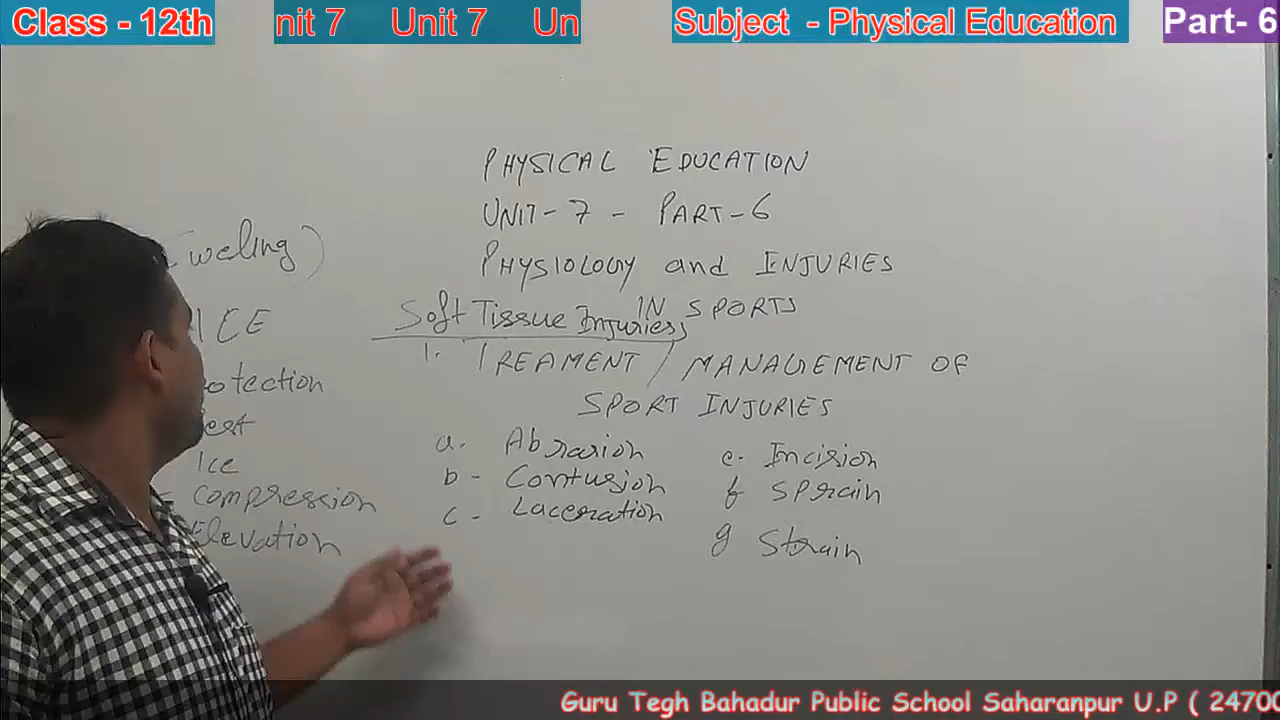 Class - 12th
nit 7 Unit 7 Un
Subject - Physical Education
Part- 6
PHYSICAL EDUCATION
UNIT-7 - PART-6
PHYSIOLOGY and INJURIES
IN SPORTS
Soft Tissue Injuries
1. TREAMENT / MANAGEMENT OF
SPORT INJURIES
a. Abrasion
b - Contusion
c - Laceration
e. Incision
f SPrain
g Strain
(weling)
ICE
otection
est
Ice
Compression
Elevation
Guru Tegh Bahadur Public School Saharanpur U.P ( 24700